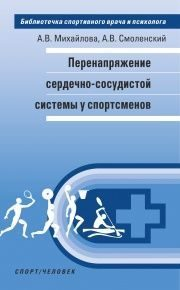 Библиотечка спортивного врача и психолога
А.В. Михайлова, А.В. Смоленский
Перенапряжение
сердечно-сосудистой
системы у спортсменов
СПОРТ/ЧЕЛОВЕК